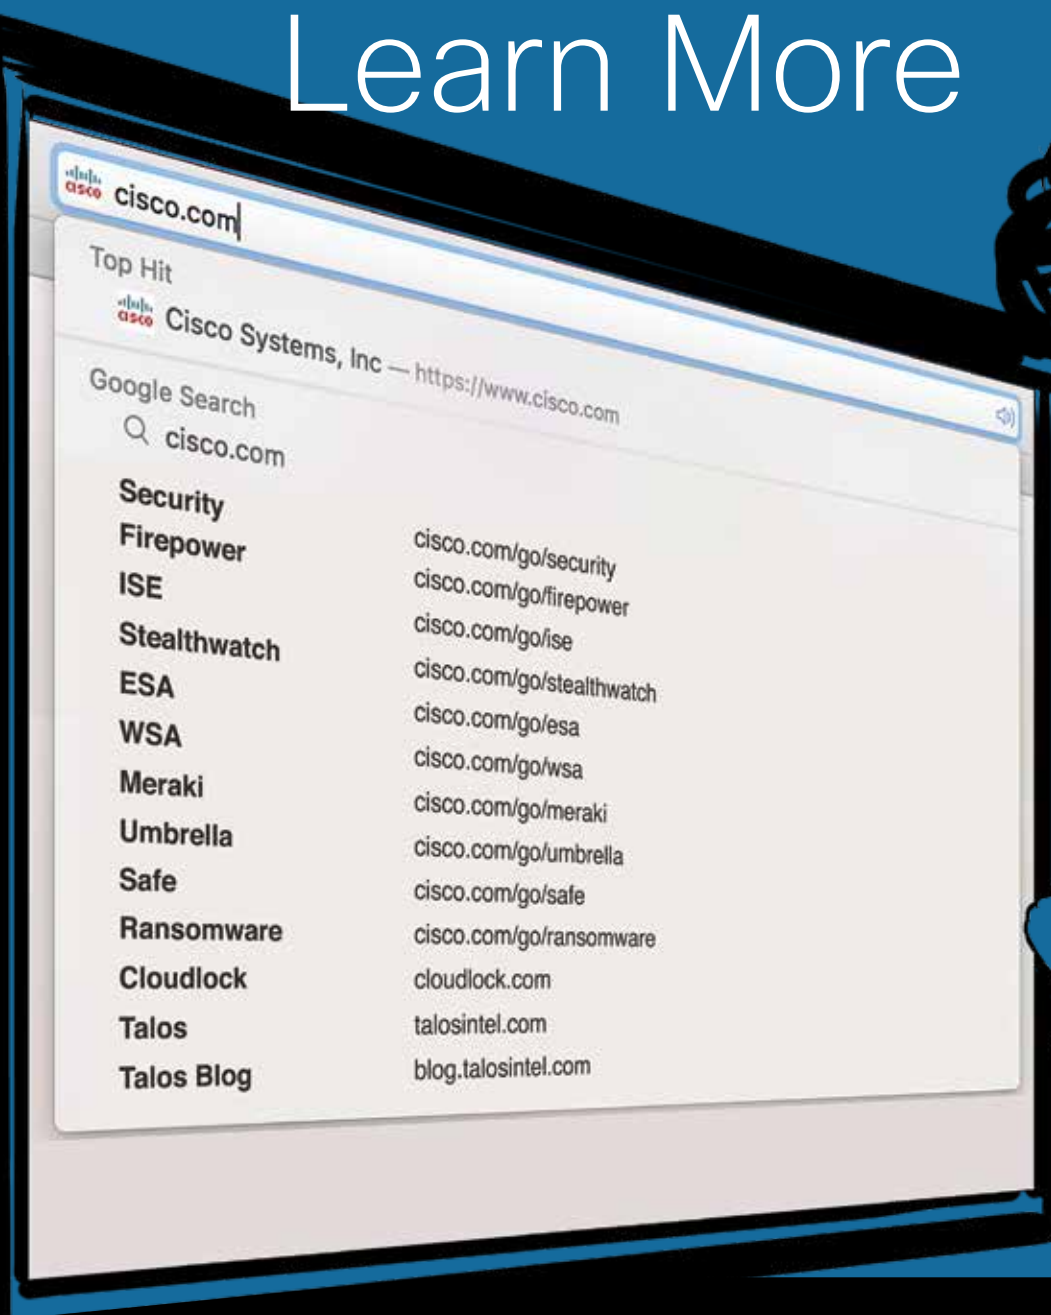 Learn More
cisco cisco.com
Top Hit
cisco Cisco Systems, Inc — https://www.cisco.com
Google Search
cisco.com
Security cisco.com/go/security
Firepower cisco.com/go/firepower
ISE cisco.com/go/ise
Stealthwatch cisco.com/go/stealthwatch
ESA cisco.com/go/esa
WSA cisco.com/go/wsa
Meraki cisco.com/go/meraki
Umbrella cisco.com/go/umbrella
Safe cisco.com/go/safe
Ransomware cisco.com/go/ransomware
Cloudlock cloudlock.com
Talos talosintel.com
Talos Blog blog.talosintel.com